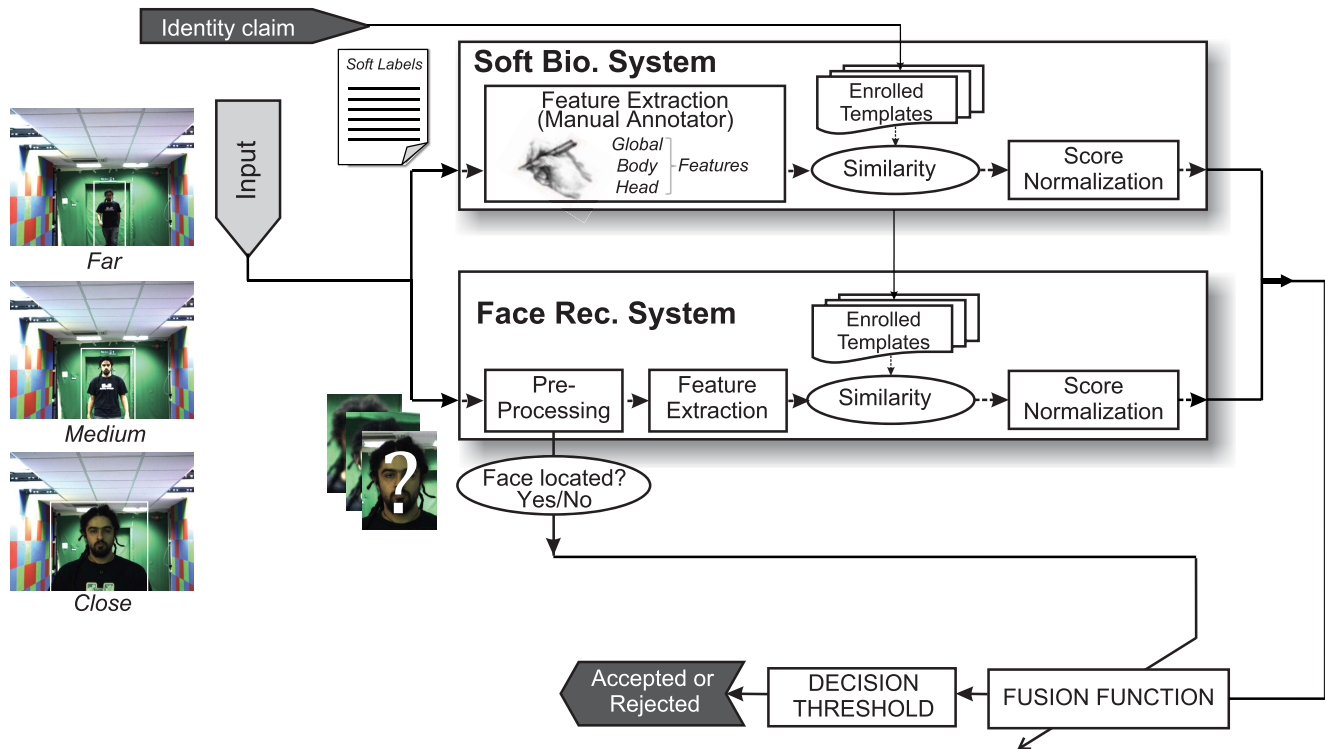 Identity claim
Soft Labels
Input
Far
Medium
Close
Soft Bio. System
Feature Extraction
(Manual Annotator)
Global
Body
Head
Features
Enrolled
Templates
Similarity
Score
Normalization
Face Rec. System
Pre-
Processing
Feature
Extraction
Enrolled
Templates
Similarity
Score
Normalization
?
Face located?
Yes/No
Accepted or
Rejected
DECISION
THRESHOLD
FUSION FUNCTION